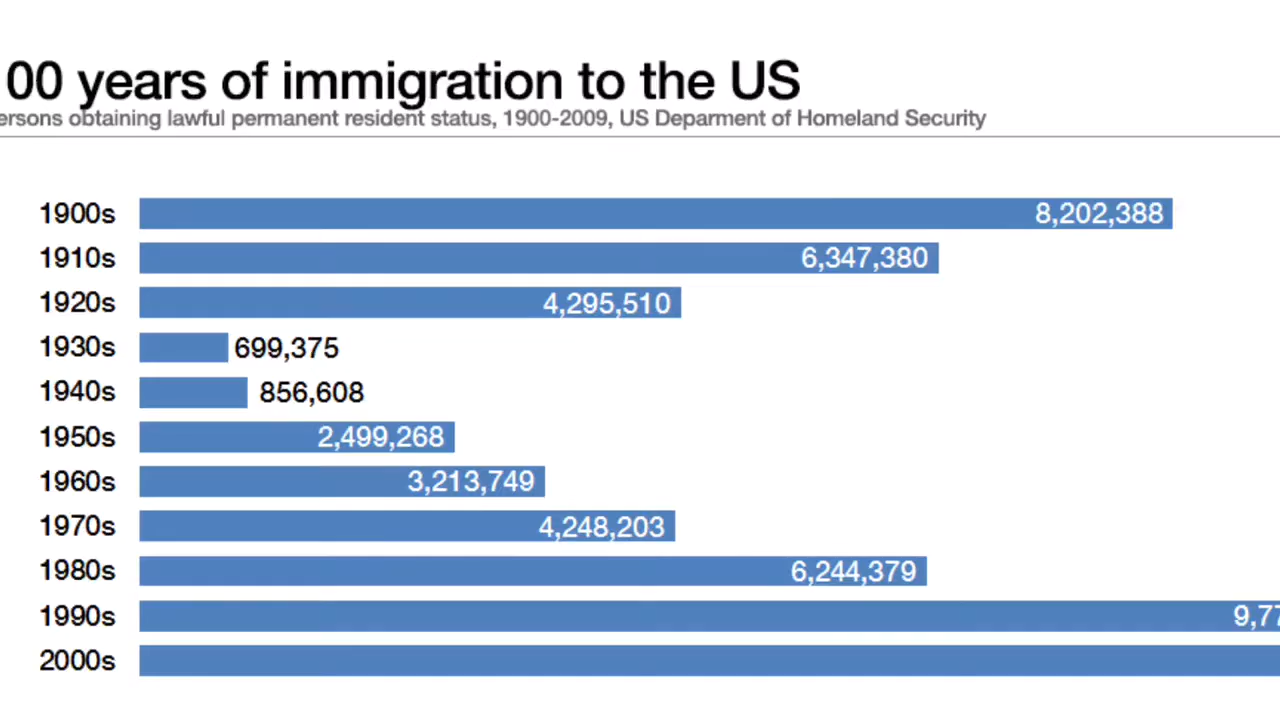 00 years of immigration to the US
ersons obtaining lawful permanent resident status, 1900-2009, US Deparment of Homeland Security
1900s 8,202,388
1910s 6,347,380
1920s 4,295,510
1930s 699,375
1940s 856,608
1950s 2,499,268
1960s 3,213,749
1970s 4,248,203
1980s 6,244,379
1990s 9,77
2000s